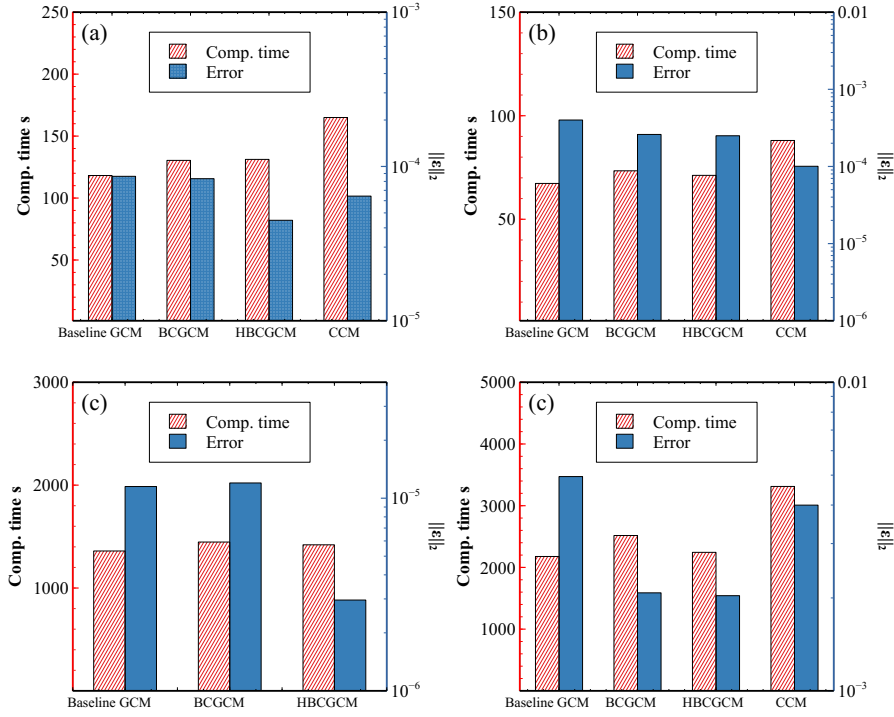 (a)
Comp. time
Error
250
200
150
100
50
Comp. time s
10⁻³
10⁻⁴
10⁻⁵
||ε||₂
Baseline GCM BCGCM HBCGCM CCM
(b)
Comp. time
Error
150
100
50
Comp. time s
0.01
10⁻³
10⁻⁴
10⁻⁵
10⁻⁶
||ε||₂
Baseline GCM BCGCM HBCGCM CCM
(c)
Comp. time
Error
3000
2000
1000
Comp. time s
10⁻⁵
10⁻⁶
||ε||₂
Baseline GCM BCGCM HBCGCM
(c)
Comp. time
Error
5000
4000
3000
2000
1000
Comp. time s
0.01
10⁻³
||ε||₂
Baseline GCM BCGCM HBCGCM CCM